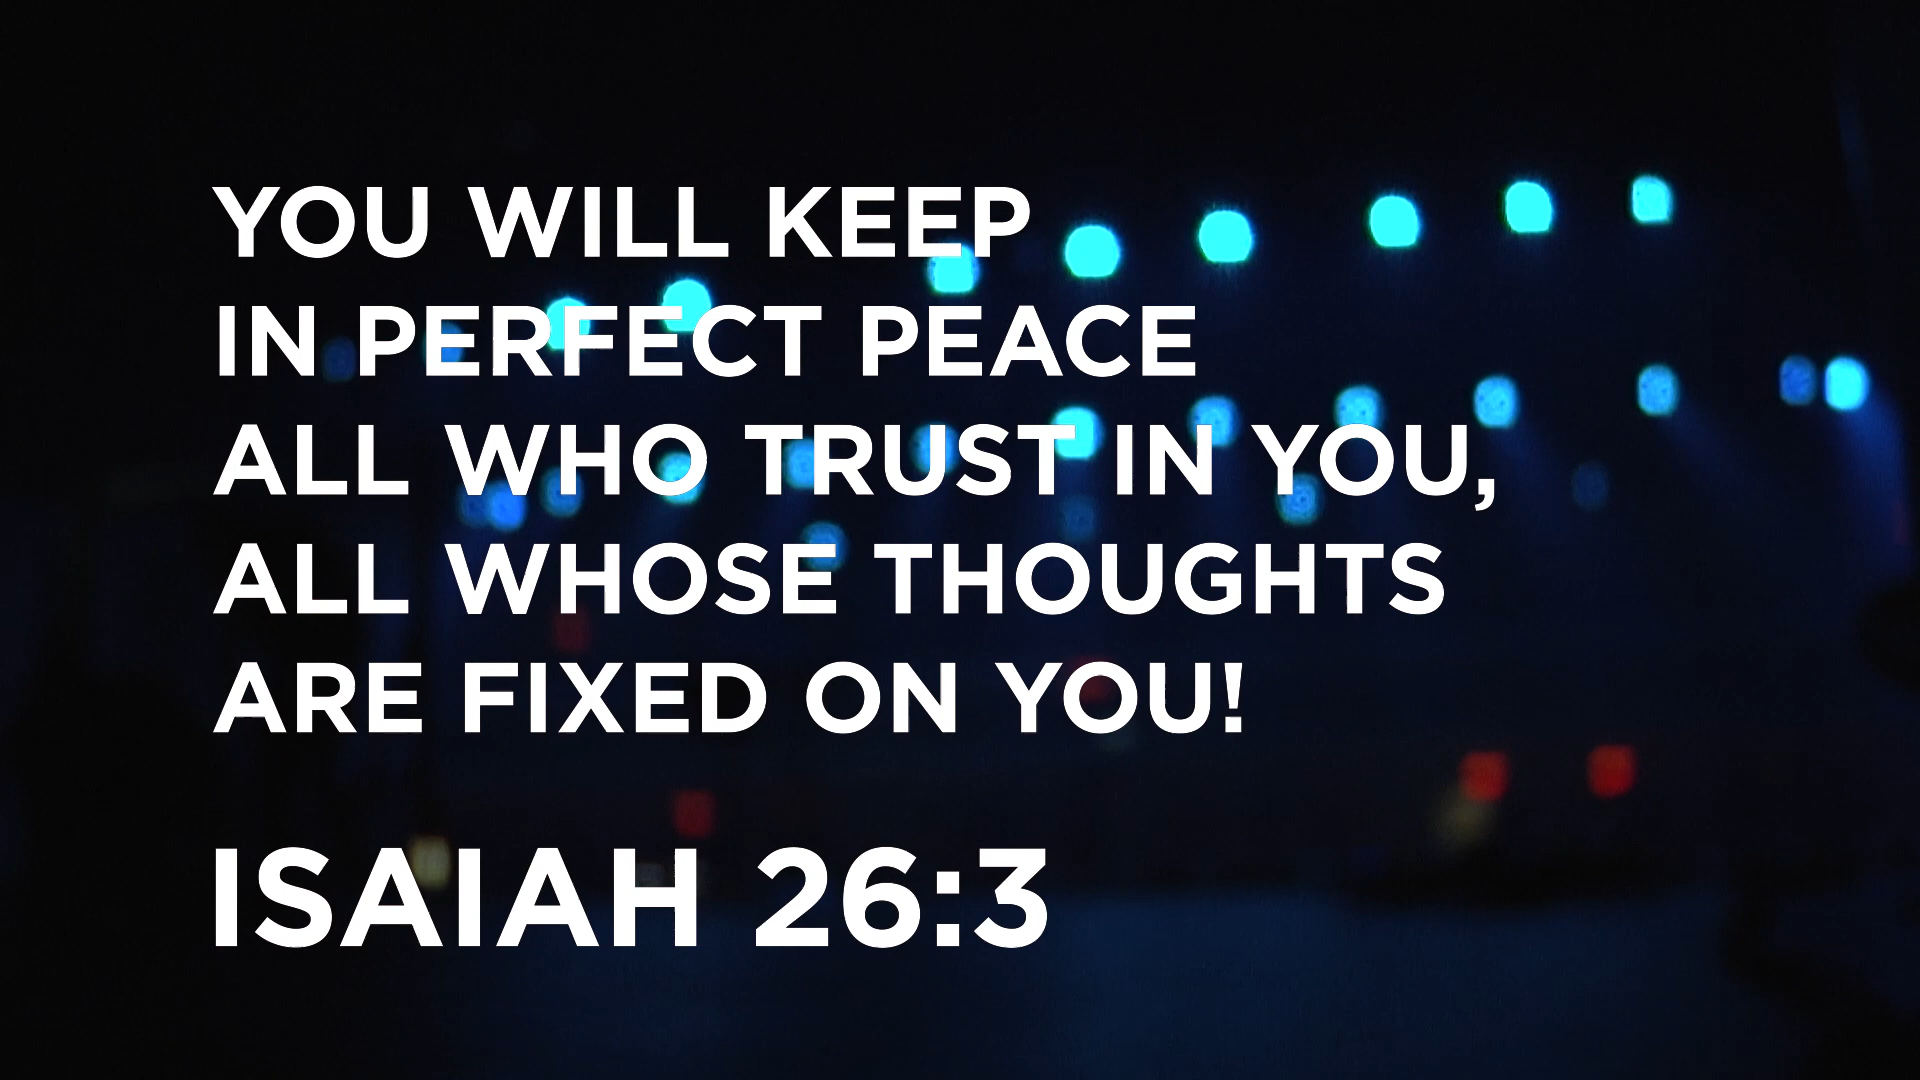 YOU WILL KEEP
IN PERFECT PEACE
ALL WHO TRUST IN YOU,
ALL WHOSE THOUGHTS
ARE FIXED ON YOU!
ISAIAH 26:3